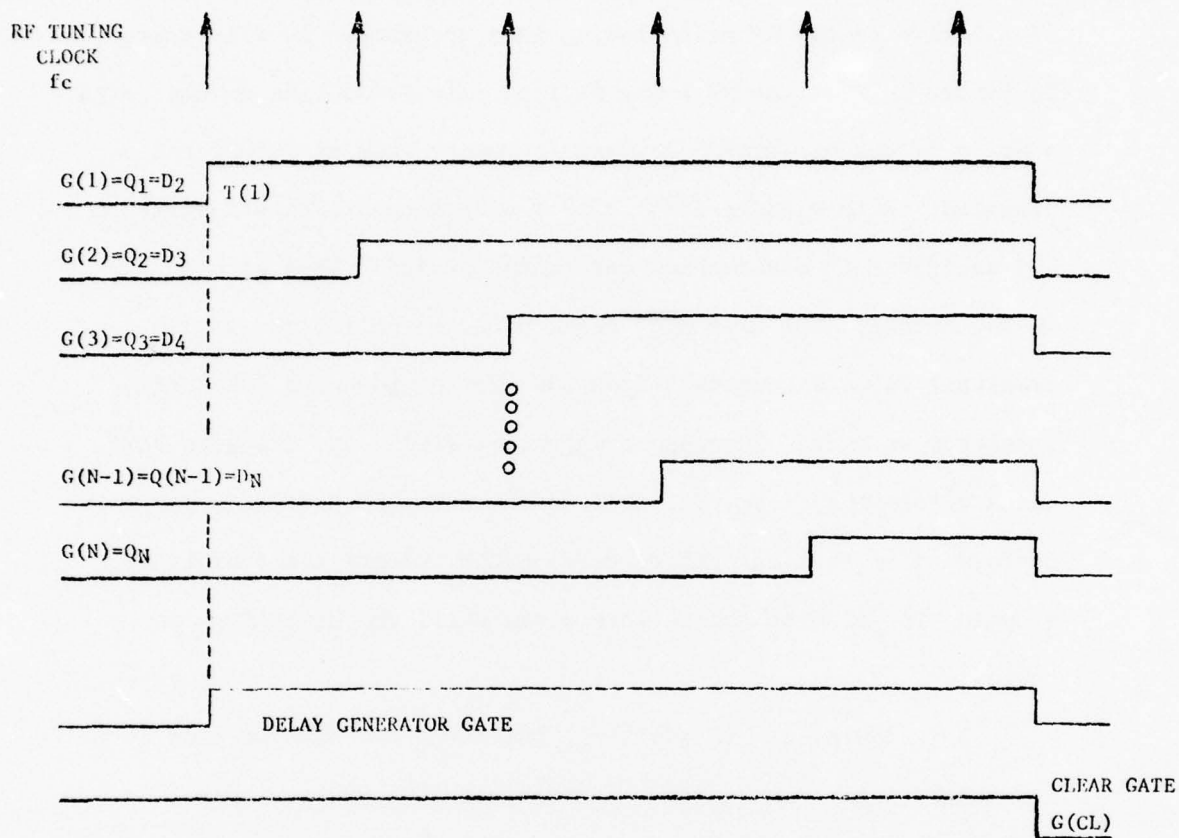 RF TUNING
CLOCK
fc
G(1)=Q1=D2
T(1)
G(2)=Q2=D3
G(3)=Q3=D4
G(N-1)=Q(N-1)=DN
G(N)=QN
DELAY GENERATOR GATE
CLEAR GATE
G(CL)